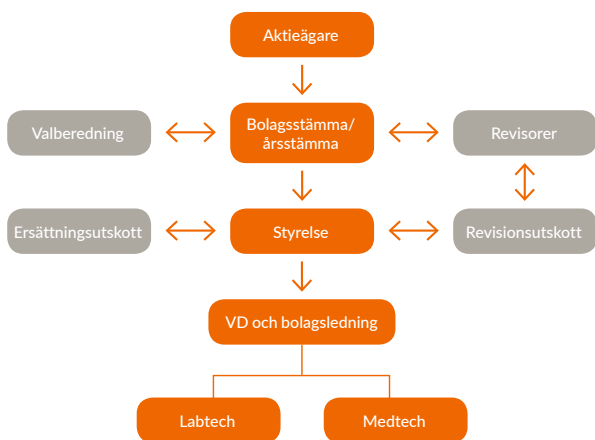 Aktieägare
Valberedning
Bolagsstämma/
årsstämma
Revisorer
Ersättningsutskott
Styrelse
Revisionsutskott
VD och bolagsledning
Labtech
Medtech